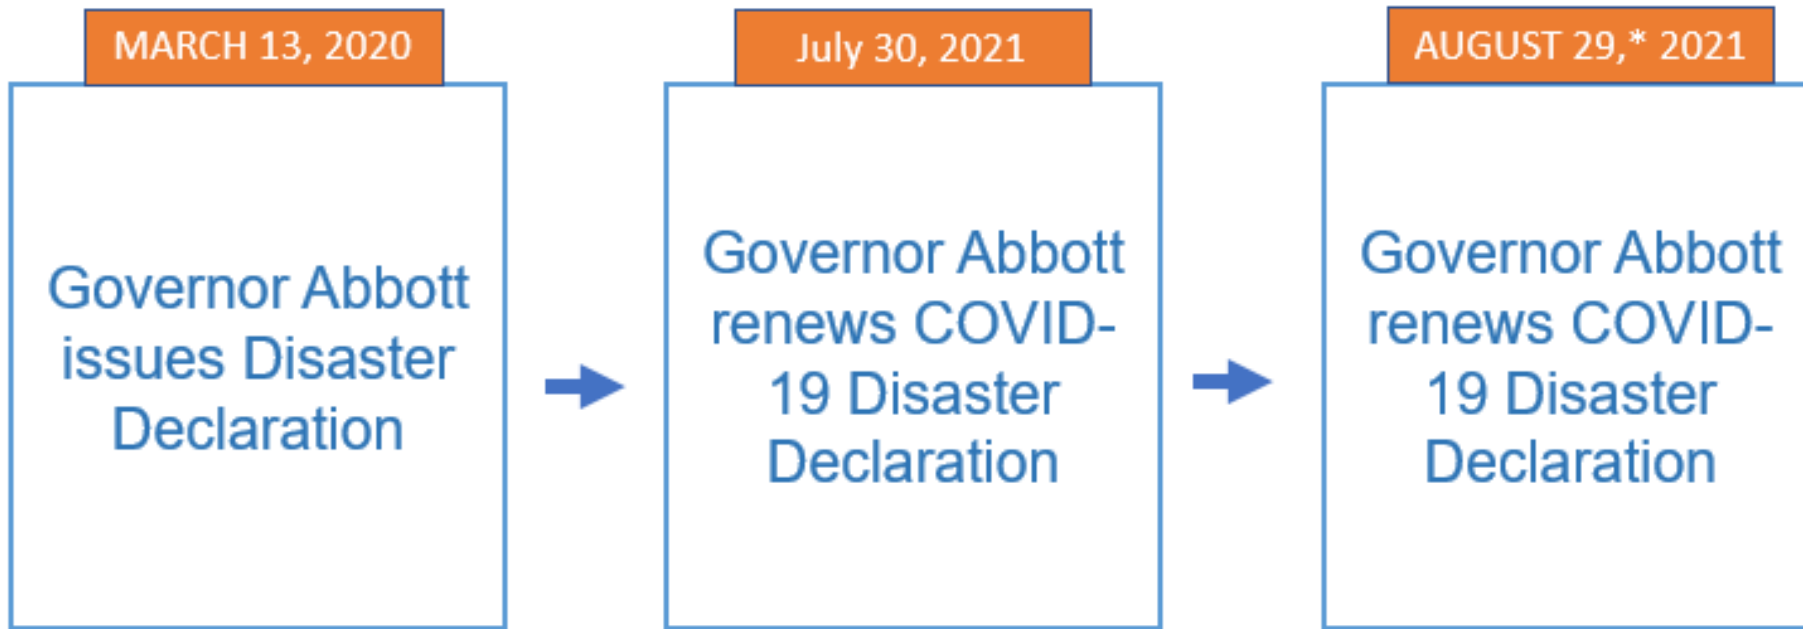 MARCH 13, 2020
Governor Abbott
issues Disaster
Declaration
July 30, 2021
Governor Abbott
renews COVID-
19 Disaster
Declaration
AUGUST 29,* 2021
Governor Abbott
renews COVID-
19 Disaster
Declaration